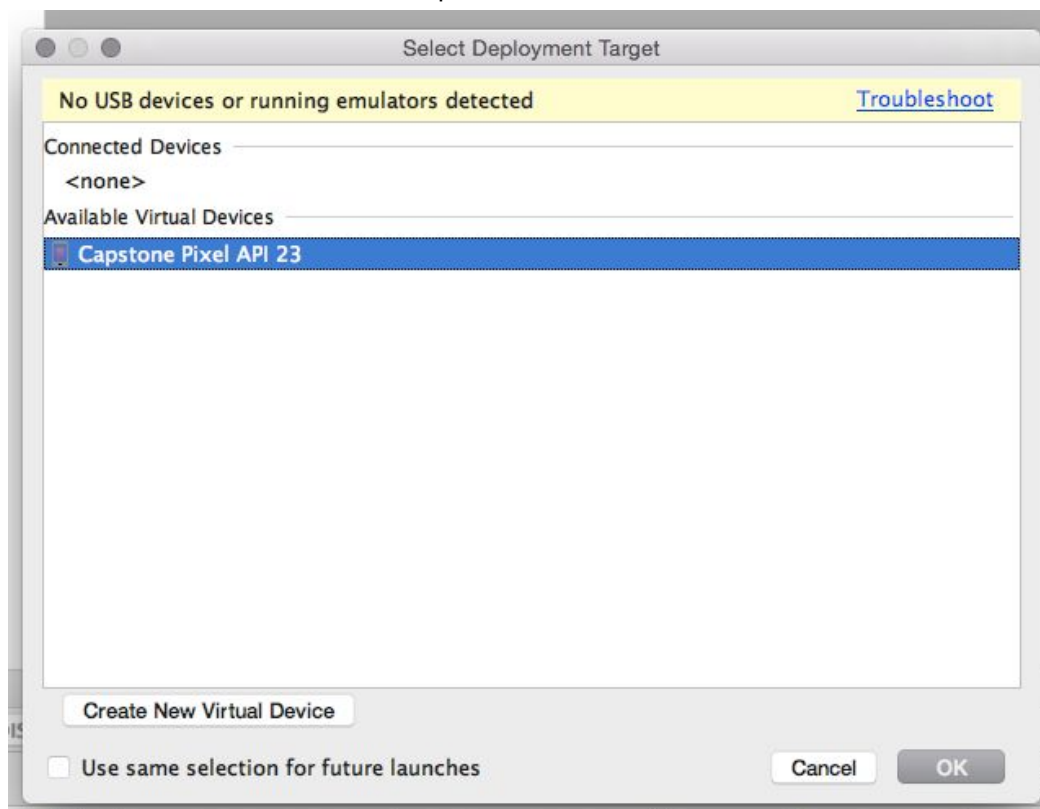 Select Deployment Target
No USB devices or running emulators detected Troubleshoot
Connected Devices
<none>
Available Virtual Devices
Capstone Pixel API 23
Create New Virtual Device
Use same selection for future launches Cancel OK